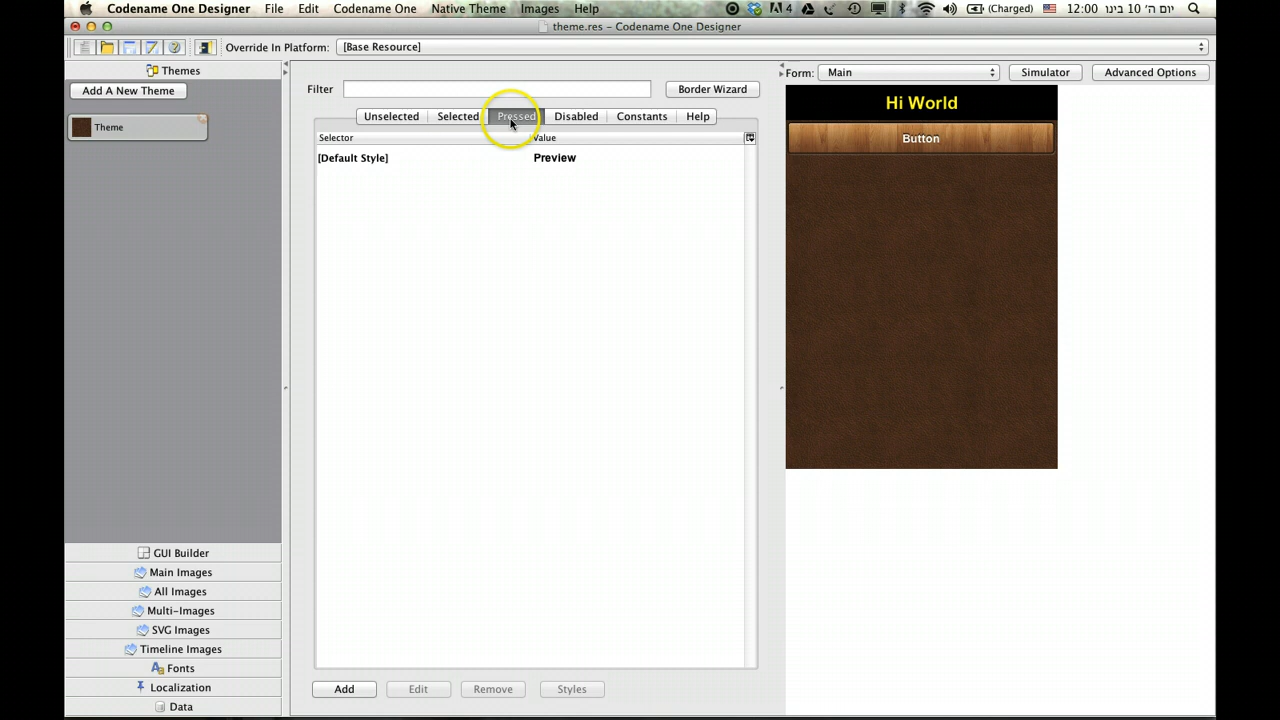 Codename One Designer File Edit Codename One Native Theme Images Help 4 (Charged) 12:00 יום ה' 10 בינו
theme.res – Codename One Designer
Override In Platform: [Base Resource]
Themes
Add A New Theme
Theme
GUI Builder
Main Images
All Images
Multi-Images
SVG Images
Timeline Images
Fonts
Localization
Data
Filter Border Wizard
Unselected Selected Pressed Disabled Constants Help
Selector Value
[Default Style] Preview
Add Edit Remove Styles
Form: Main Simulator Advanced Options
Hi World
Button